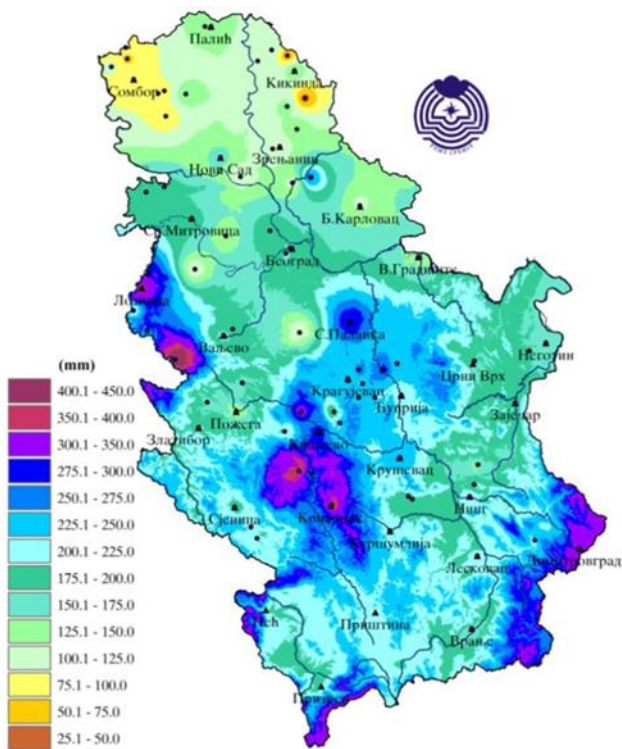 Палић
Кикинда
Сомбор
Зрењанин
Нови Сад
Б.Карловац
Ср.Митровица
Београд
В.Градиште
Лозница
С.Паланка
Ваљево
Неготин
Црни Врх
Крагујевац
Ћуприја
Зајечар
Пожега
Златибор
Краљево
Крушевац
Ниш
Сјеница
Копаоник
Куршумлија
Димитровград
Лесковац
Пећ
Приштина
Врање
Призрен
(mm)
400.1 - 450.0
350.1 - 400.0
300.1 - 350.0
275.1 - 300.0
250.1 - 275.0
225.1 - 250.0
200.1 - 225.0
175.1 - 200.0
150.1 - 175.0
125.1 - 150.0
100.1 - 125.0
75.1 - 100.0
50.1 - 75.0
25.1 - 50.0